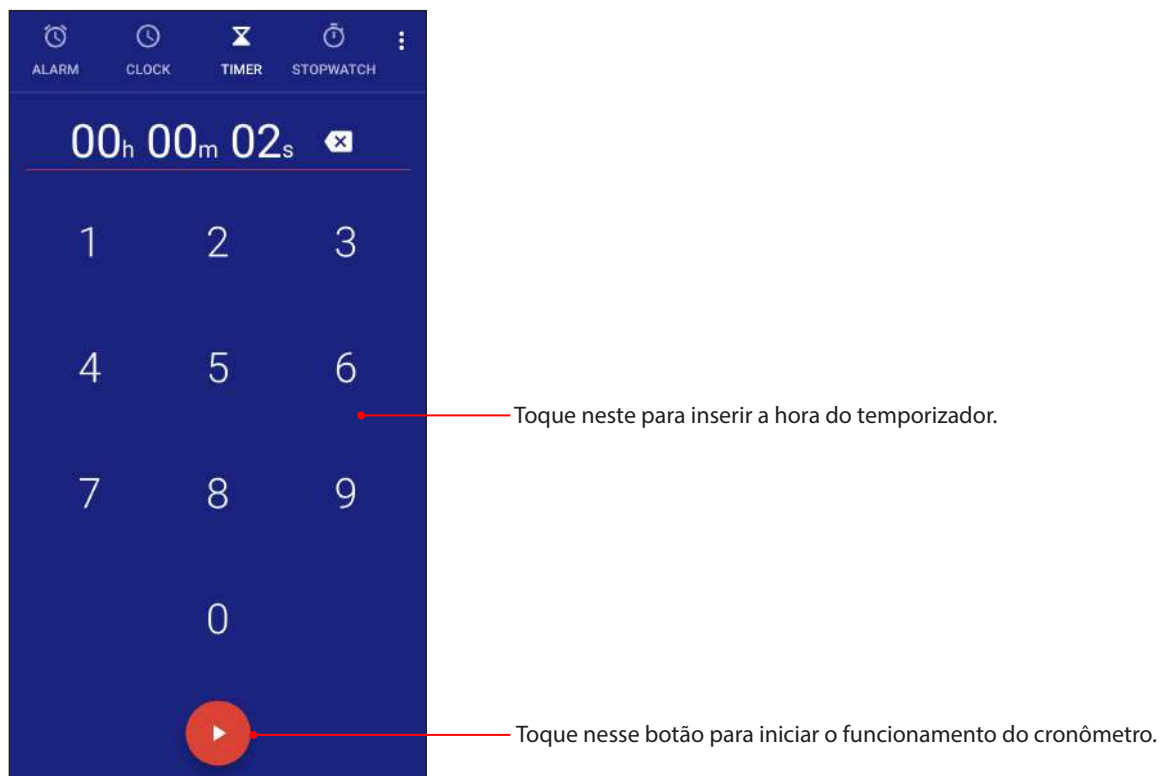 ALARM CLOCK TIMER STOPWATCH
00h 00m 02s
1 2 3
4 5 6
Toque neste para inserir a hora do temporizador.
7 8 9
0
Toque nesse botão para iniciar o funcionamento do cronômetro.